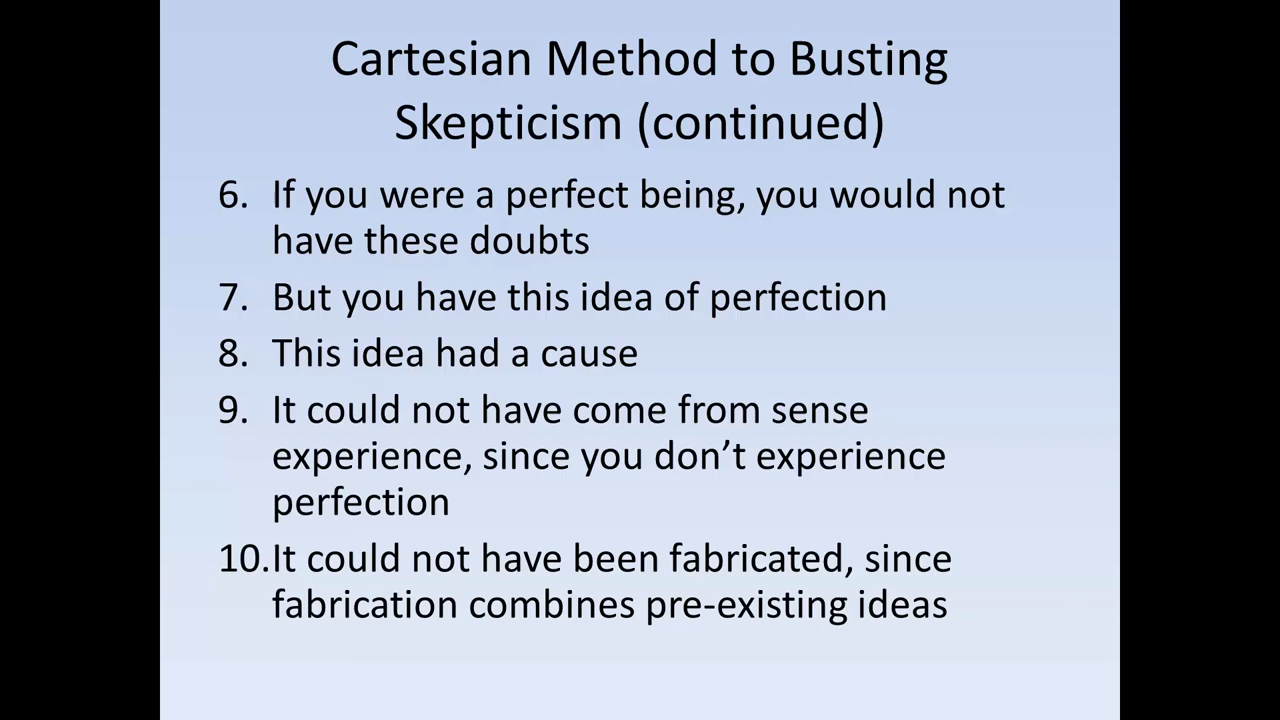 Cartesian Method to Busting
Skepticism (continued)
6. If you were a perfect being, you would not
have these doubts
7. But you have this idea of perfection
8. This idea had a cause
9. It could not have come from sense
experience, since you don’t experience
perfection
10.It could not have been fabricated, since
fabrication combines pre-existing ideas